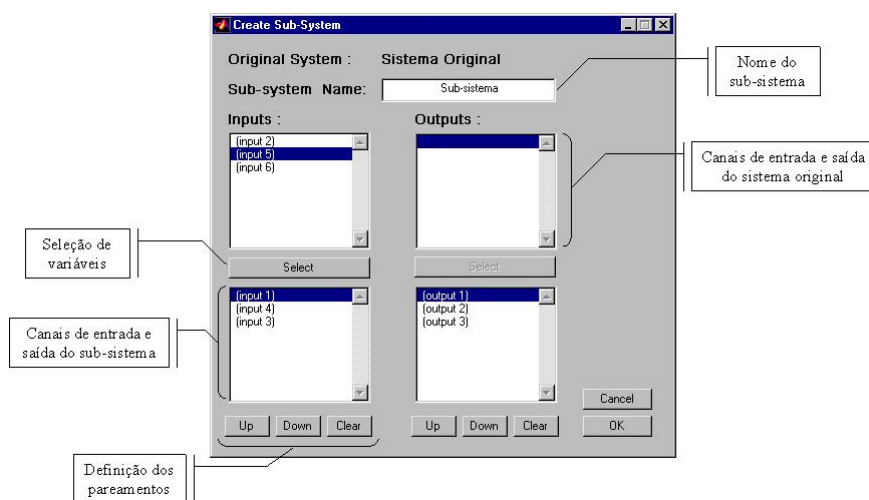 Create Sub-System
Original System : Sistema Original
Nome do
sub-sistema
Sub-system Name: Sub-sistema
Inputs : Outputs :
(input 2)
(input 5)
(input 6)
Canais de entrada e saída
do sistema original
Seleção de
variáveis
Select Select
(input 1)
(input 4)
(input 3)
(output 1)
(output 2)
(output 3)
Canais de entrada e
saída do sub-sistema
Cancel
Up Down Clear Up Down Clear OK
Definição dos
pareamentos